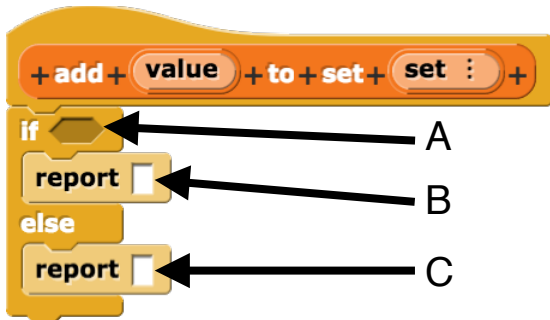 + add + value + to + set + set ⋮ +
if A
report B
else
report C